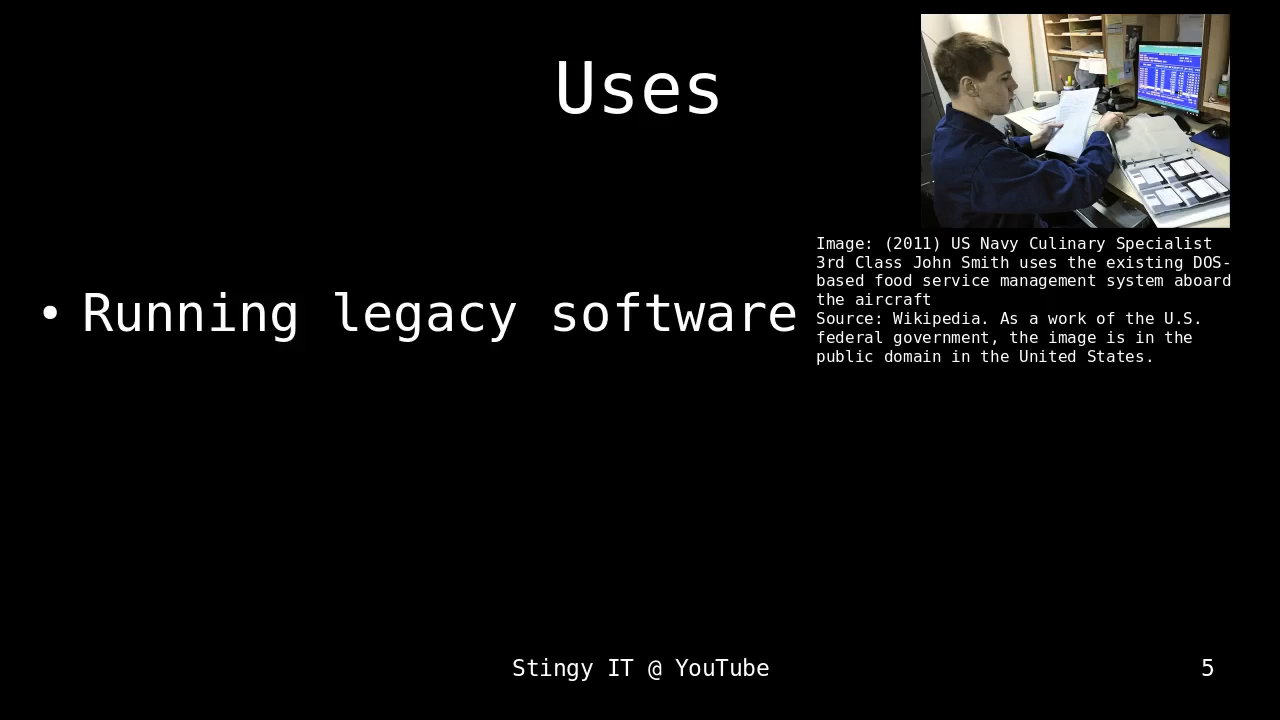 Uses
• Running legacy software
Image: (2011) US Navy Culinary Specialist
3rd Class John Smith uses the existing DOS-
based food service management system aboard
the aircraft
Source: Wikipedia. As a work of the U.S.
federal government, the image is in the
public domain in the United States.
Stingy IT @ YouTube
5